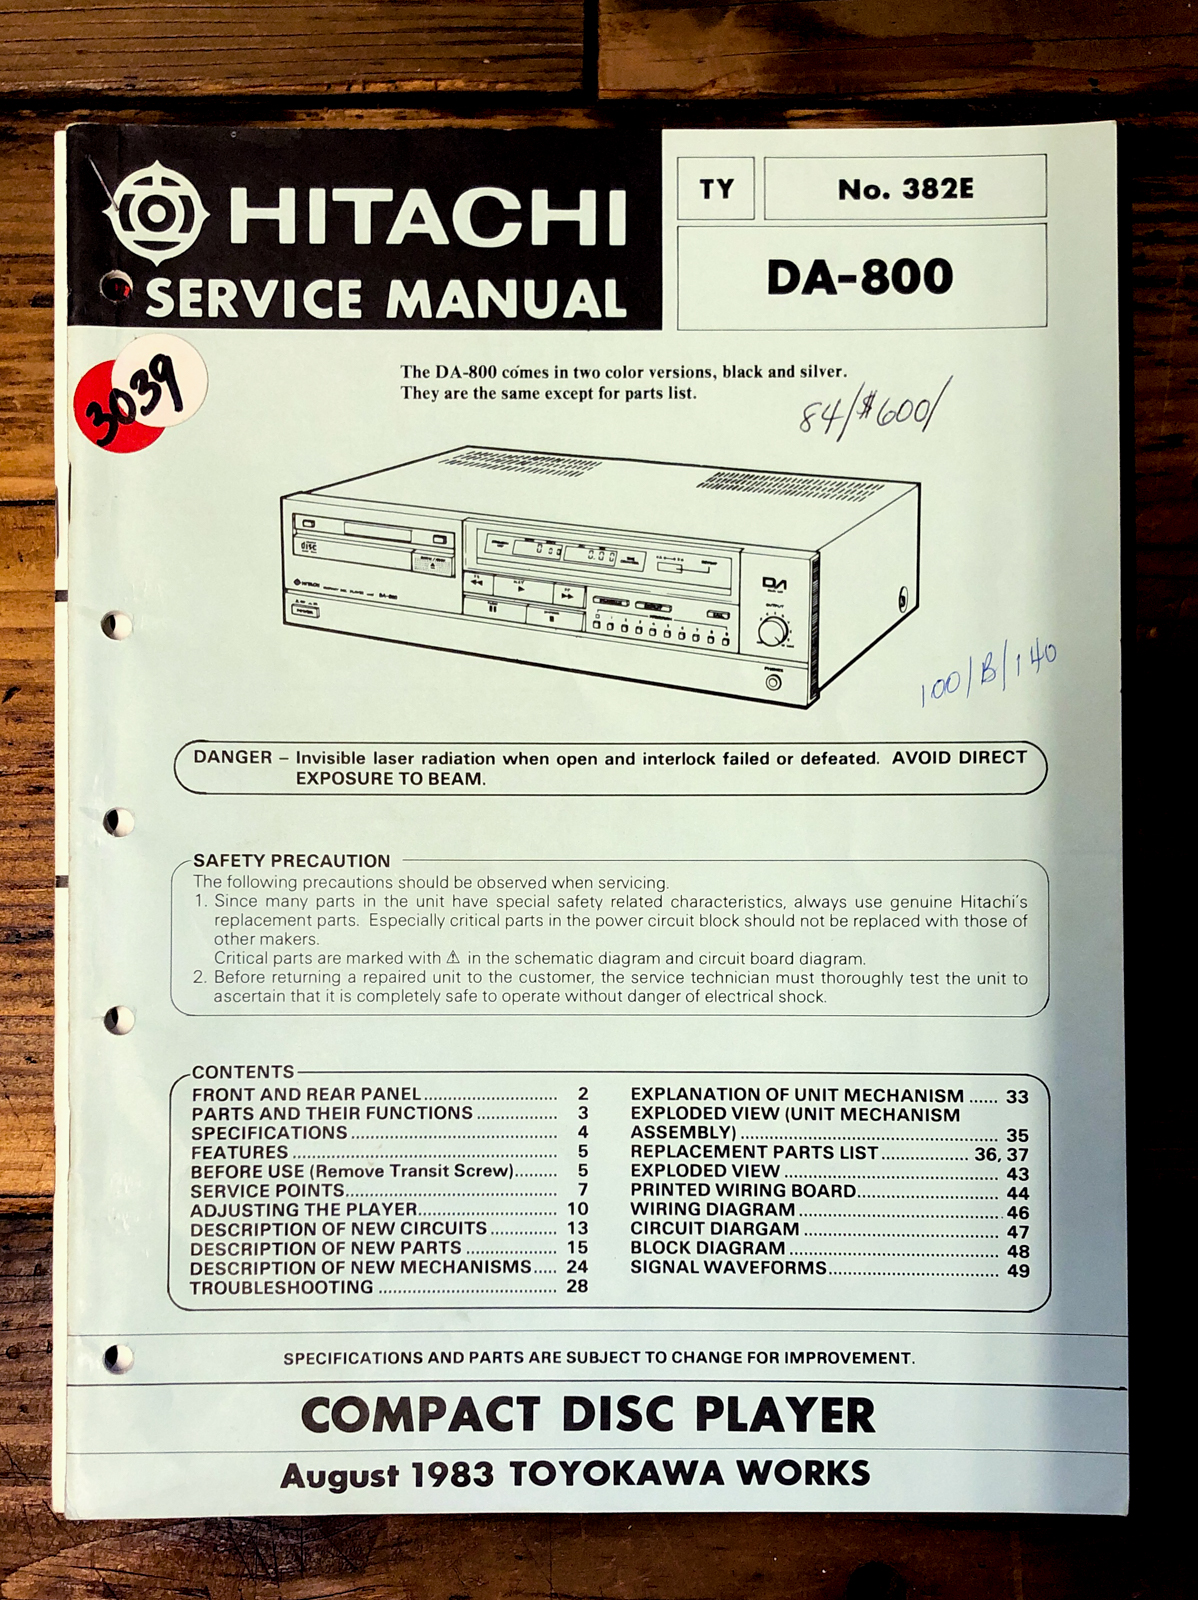 HITACHI
SERVICE MANUAL
TY
No. 382E
DA-800
3039
The DA-800 comes in two color versions, black and silver.
They are the same except for parts list.
84/$600/
disc
HITACHI
DA-800
DA
OUTPUT
PHONES
100/B/140
DANGER – Invisible laser radiation when open and interlock failed or defeated. AVOID DIRECT
EXPOSURE TO BEAM.
SAFETY PRECAUTION
The following precautions should be observed when servicing.
1. Since many parts in the unit have special safety related characteristics, always use genuine Hitachi's
replacement parts. Especially critical parts in the power circuit block should not be replaced with those of
other makers.
Critical parts are marked with ⚠ in the schematic diagram and circuit board diagram.
2. Before returning a repaired unit to the customer, the service technician must thoroughly test the unit to
ascertain that it is completely safe to operate without danger of electrical shock.
CONTENTS
FRONT AND REAR PANEL ........................... 2
PARTS AND THEIR FUNCTIONS ................ 3
SPECIFICATIONS ......................................... 4
FEATURES ..................................................... 5
BEFORE USE (Remove Transit Screw)......... 5
SERVICE POINTS.......................................... 7
ADJUSTING THE PLAYER............................ 10
DESCRIPTION OF NEW CIRCUITS ............. 13
DESCRIPTION OF NEW PARTS .................. 15
DESCRIPTION OF NEW MECHANISMS..... 24
TROUBLESHOOTING .................................... 28
EXPLANATION OF UNIT MECHANISM ...... 33
EXPLODED VIEW (UNIT MECHANISM
ASSEMBLY) .................................................... 35
REPLACEMENT PARTS LIST ................. 36, 37
EXPLODED VIEW ........................................... 43
PRINTED WIRING BOARD............................ 44
WIRING DIAGRAM ........................................ 46
CIRCUIT DIARGAM ....................................... 47
BLOCK DIAGRAM .......................................... 48
SIGNAL WAVEFORMS.................................. 49
SPECIFICATIONS AND PARTS ARE SUBJECT TO CHANGE FOR IMPROVEMENT.
COMPACT DISC PLAYER
August 1983 TOYOKAWA WORKS